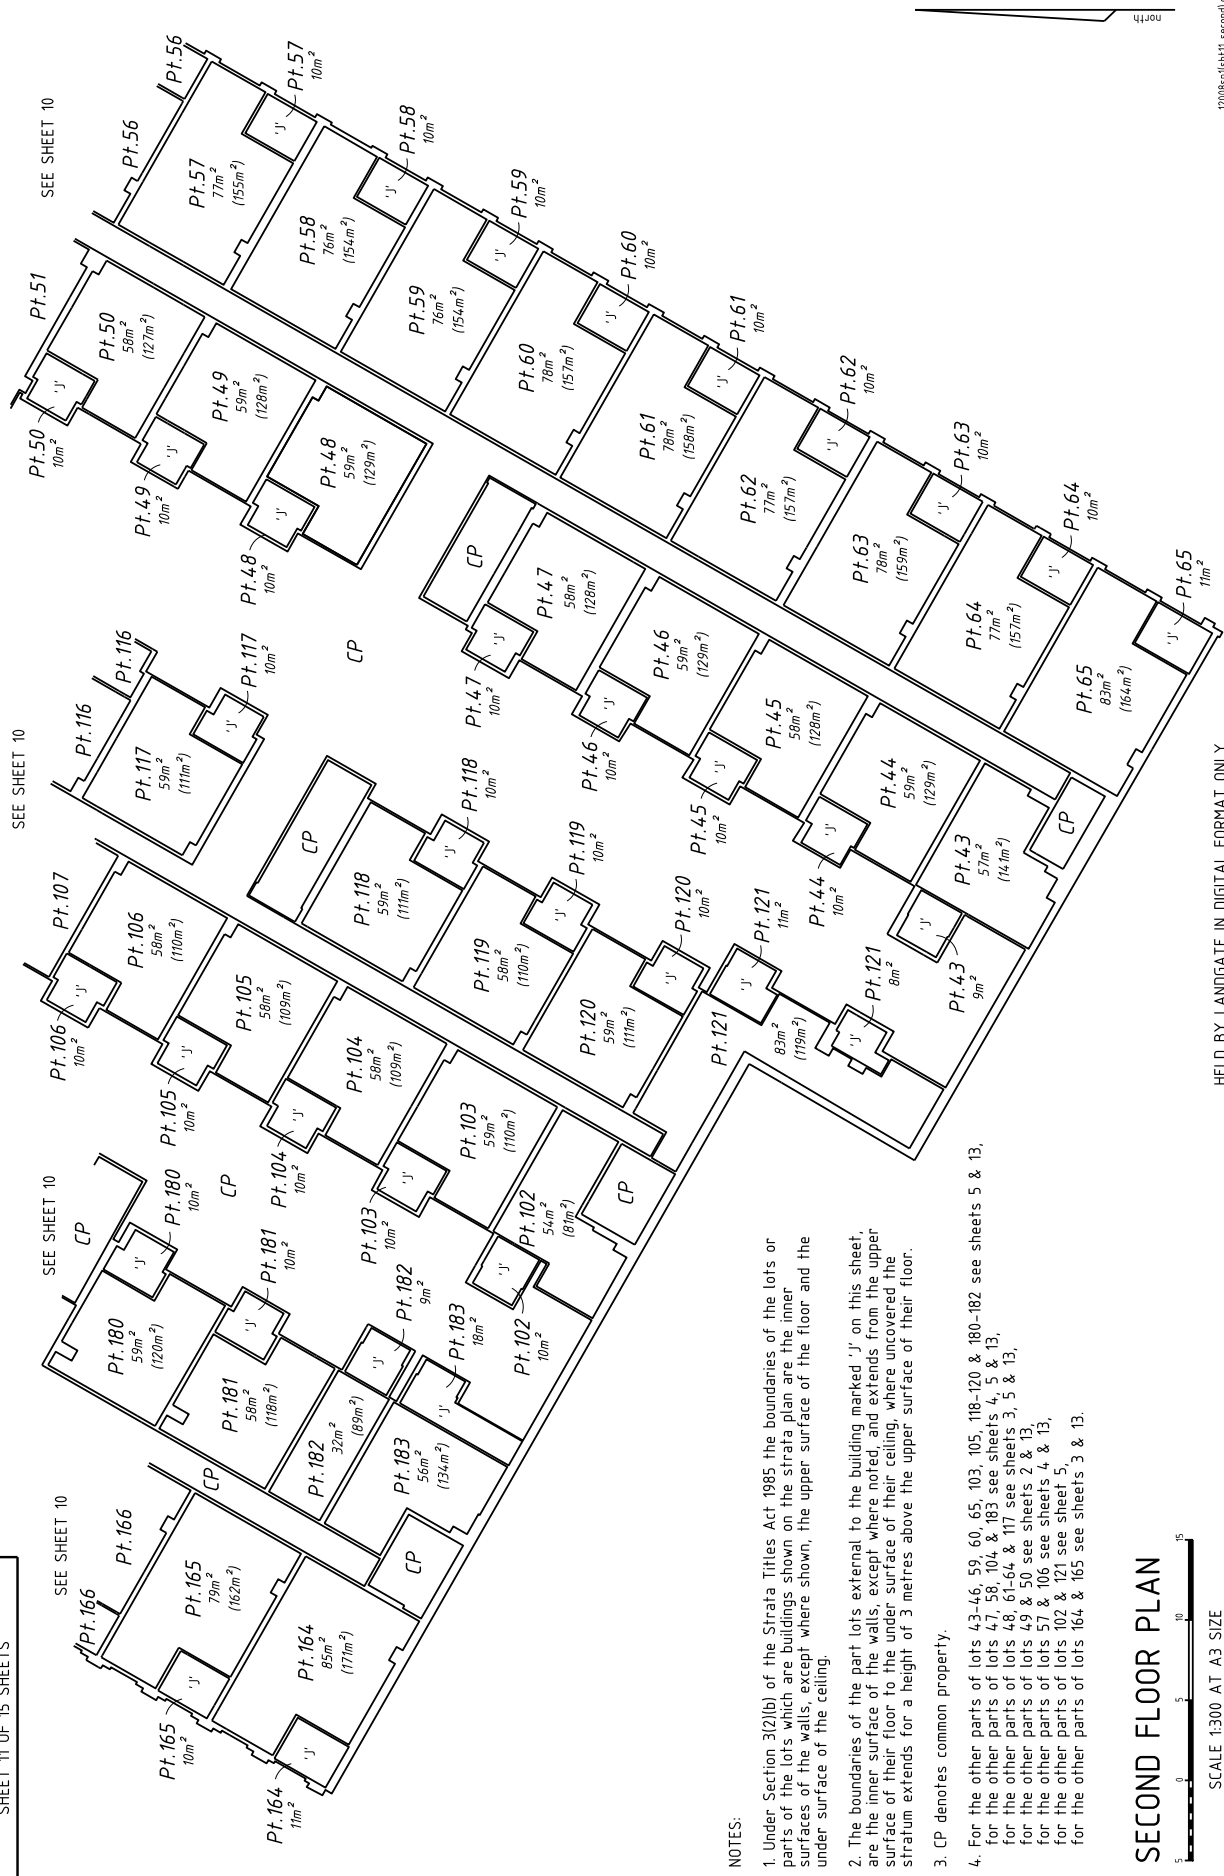 SHEET 11 OF 15 SHEETS
SEE SHEET 10
Pt.166
Pt.166
Pt.165
79m²
(162m²)
Pt.165
10m²
'J'
Pt.164
85m²
(171m²)
Pt.164
11m²
'J'
CP
CP
SEE SHEET 10
CP
Pt.180
59m²
(120m²)
Pt.180
10m²
'J'
Pt.181
58m²
(118m²)
Pt.181
10m²
'J'
Pt.182
32m²
(89m²)
Pt.182
9m²
'J'
Pt.183
56m²
(134m²)
Pt.183
18m²
'J'
CP
Pt.107
Pt.106
58m²
(110m²)
Pt.106
10m²
'J'
Pt.105
58m²
(109m²)
Pt.105
10m²
'J'
Pt.104
58m²
(109m²)
Pt.104
10m²
'J'
Pt.103
59m²
(110m²)
Pt.103
10m²
'J'
Pt.102
54m²
(81m²)
Pt.102
10m²
'J'
CP
SEE SHEET 10
Pt.116
Pt.116
Pt.117
59m²
(111m²)
Pt.117
10m²
'J'
CP
CP
Pt.118
59m²
(111m²)
Pt.118
10m²
'J'
Pt.119
58m²
(110m²)
Pt.119
10m²
'J'
Pt.120
59m²
(111m²)
Pt.120
10m²
'J'
Pt.121
83m²
(119m²)
Pt.121
11m²
'J'
Pt.121
8m²
'J'
Pt.51
Pt.50
58m²
(127m²)
Pt.50
10m²
'J'
Pt.49
59m²
(128m²)
Pt.49
10m²
'J'
Pt.48
59m²
(129m²)
Pt.48
10m²
'J'
CP
Pt.47
58m²
(128m²)
Pt.47
10m²
'J'
Pt.46
59m²
(129m²)
Pt.46
10m²
'J'
Pt.45
58m²
(128m²)
Pt.45
10m²
'J'
Pt.44
59m²
(129m²)
Pt.44
10m²
'J'
Pt.43
57m²
(141m²)
Pt.43
9m²
'J'
CP
SEE SHEET 10
Pt.56
Pt.56
Pt.57
77m²
(155m²)
Pt.57
10m²
'J'
Pt.58
76m²
(154m²)
Pt.58
10m²
'J'
Pt.59
76m²
(154m²)
Pt.59
10m²
'J'
Pt.60
78m²
(157m²)
Pt.60
10m²
'J'
Pt.61
78m²
(158m²)
Pt.61
10m²
'J'
Pt.62
77m²
(157m²)
Pt.62
10m²
'J'
Pt.63
78m²
(159m²)
Pt.63
10m²
'J'
Pt.64
77m²
(157m²)
Pt.64
10m²
'J'
Pt.65
83m²
(164m²)
Pt.65
11m²
'J'
north
NOTES:
1. Under Section 3(2)(b) of the Strata Titles Act 1985 the boundaries of the lots or
parts of the lots which are buildings shown on the strata plan are the inner
surfaces of the walls, except where shown, the upper surface of the floor and the
under surface of the ceiling.
2. The boundaries of the part lots external to the building marked 'J' on this sheet,
are the inner surface of the walls, except where noted, and extends from the upper
surface of their floor to the under surface of their ceiling, where uncovered the
stratum extends for a height of 3 metres above the upper surface of their floor.
3. CP denotes common property.
4. For the other parts of lots 43-46, 59, 60, 65, 103, 105, 118-120 & 180-182 see sheets 5 & 13,
for the other parts of lots 47, 58, 104 & 183 see sheets 4, 5 & 13,
for the other parts of lots 48, 61-64 & 117 see sheets 3, 5 & 13,
for the other parts of lots 49 & 50 see sheets 2 & 13,
for the other parts of lots 57 & 106 see sheets 4 & 13,
for the other parts of lots 102 & 121 see sheet 5,
for the other parts of lots 164 & 165 see sheets 3 & 13.
SECOND FLOOR PLAN
5 0 5 10 15
SCALE 1:300 AT A3 SIZE
HELD BY LANDGATE IN DIGITAL FORMAT ONLY